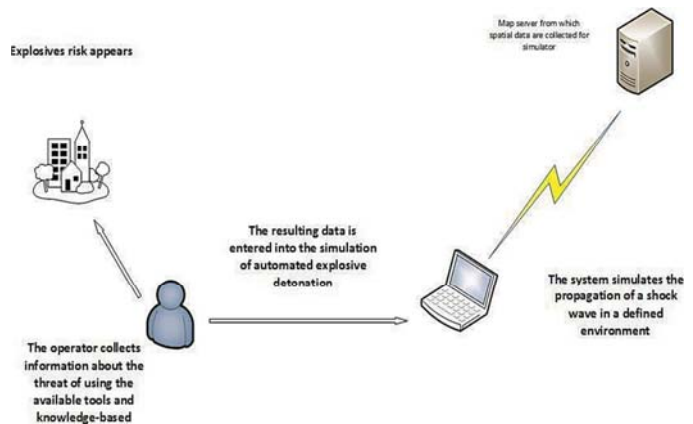 Explosives risk appears
Map server from which
spatial data are collected for
simulator
The resulting data is
entered into the simulation
of automated explosive
detonation
The system simulates the
propagation of a shock
wave in a defined
environment
The operator collects
information about the
threat of using the
available tools and
knowledge-based